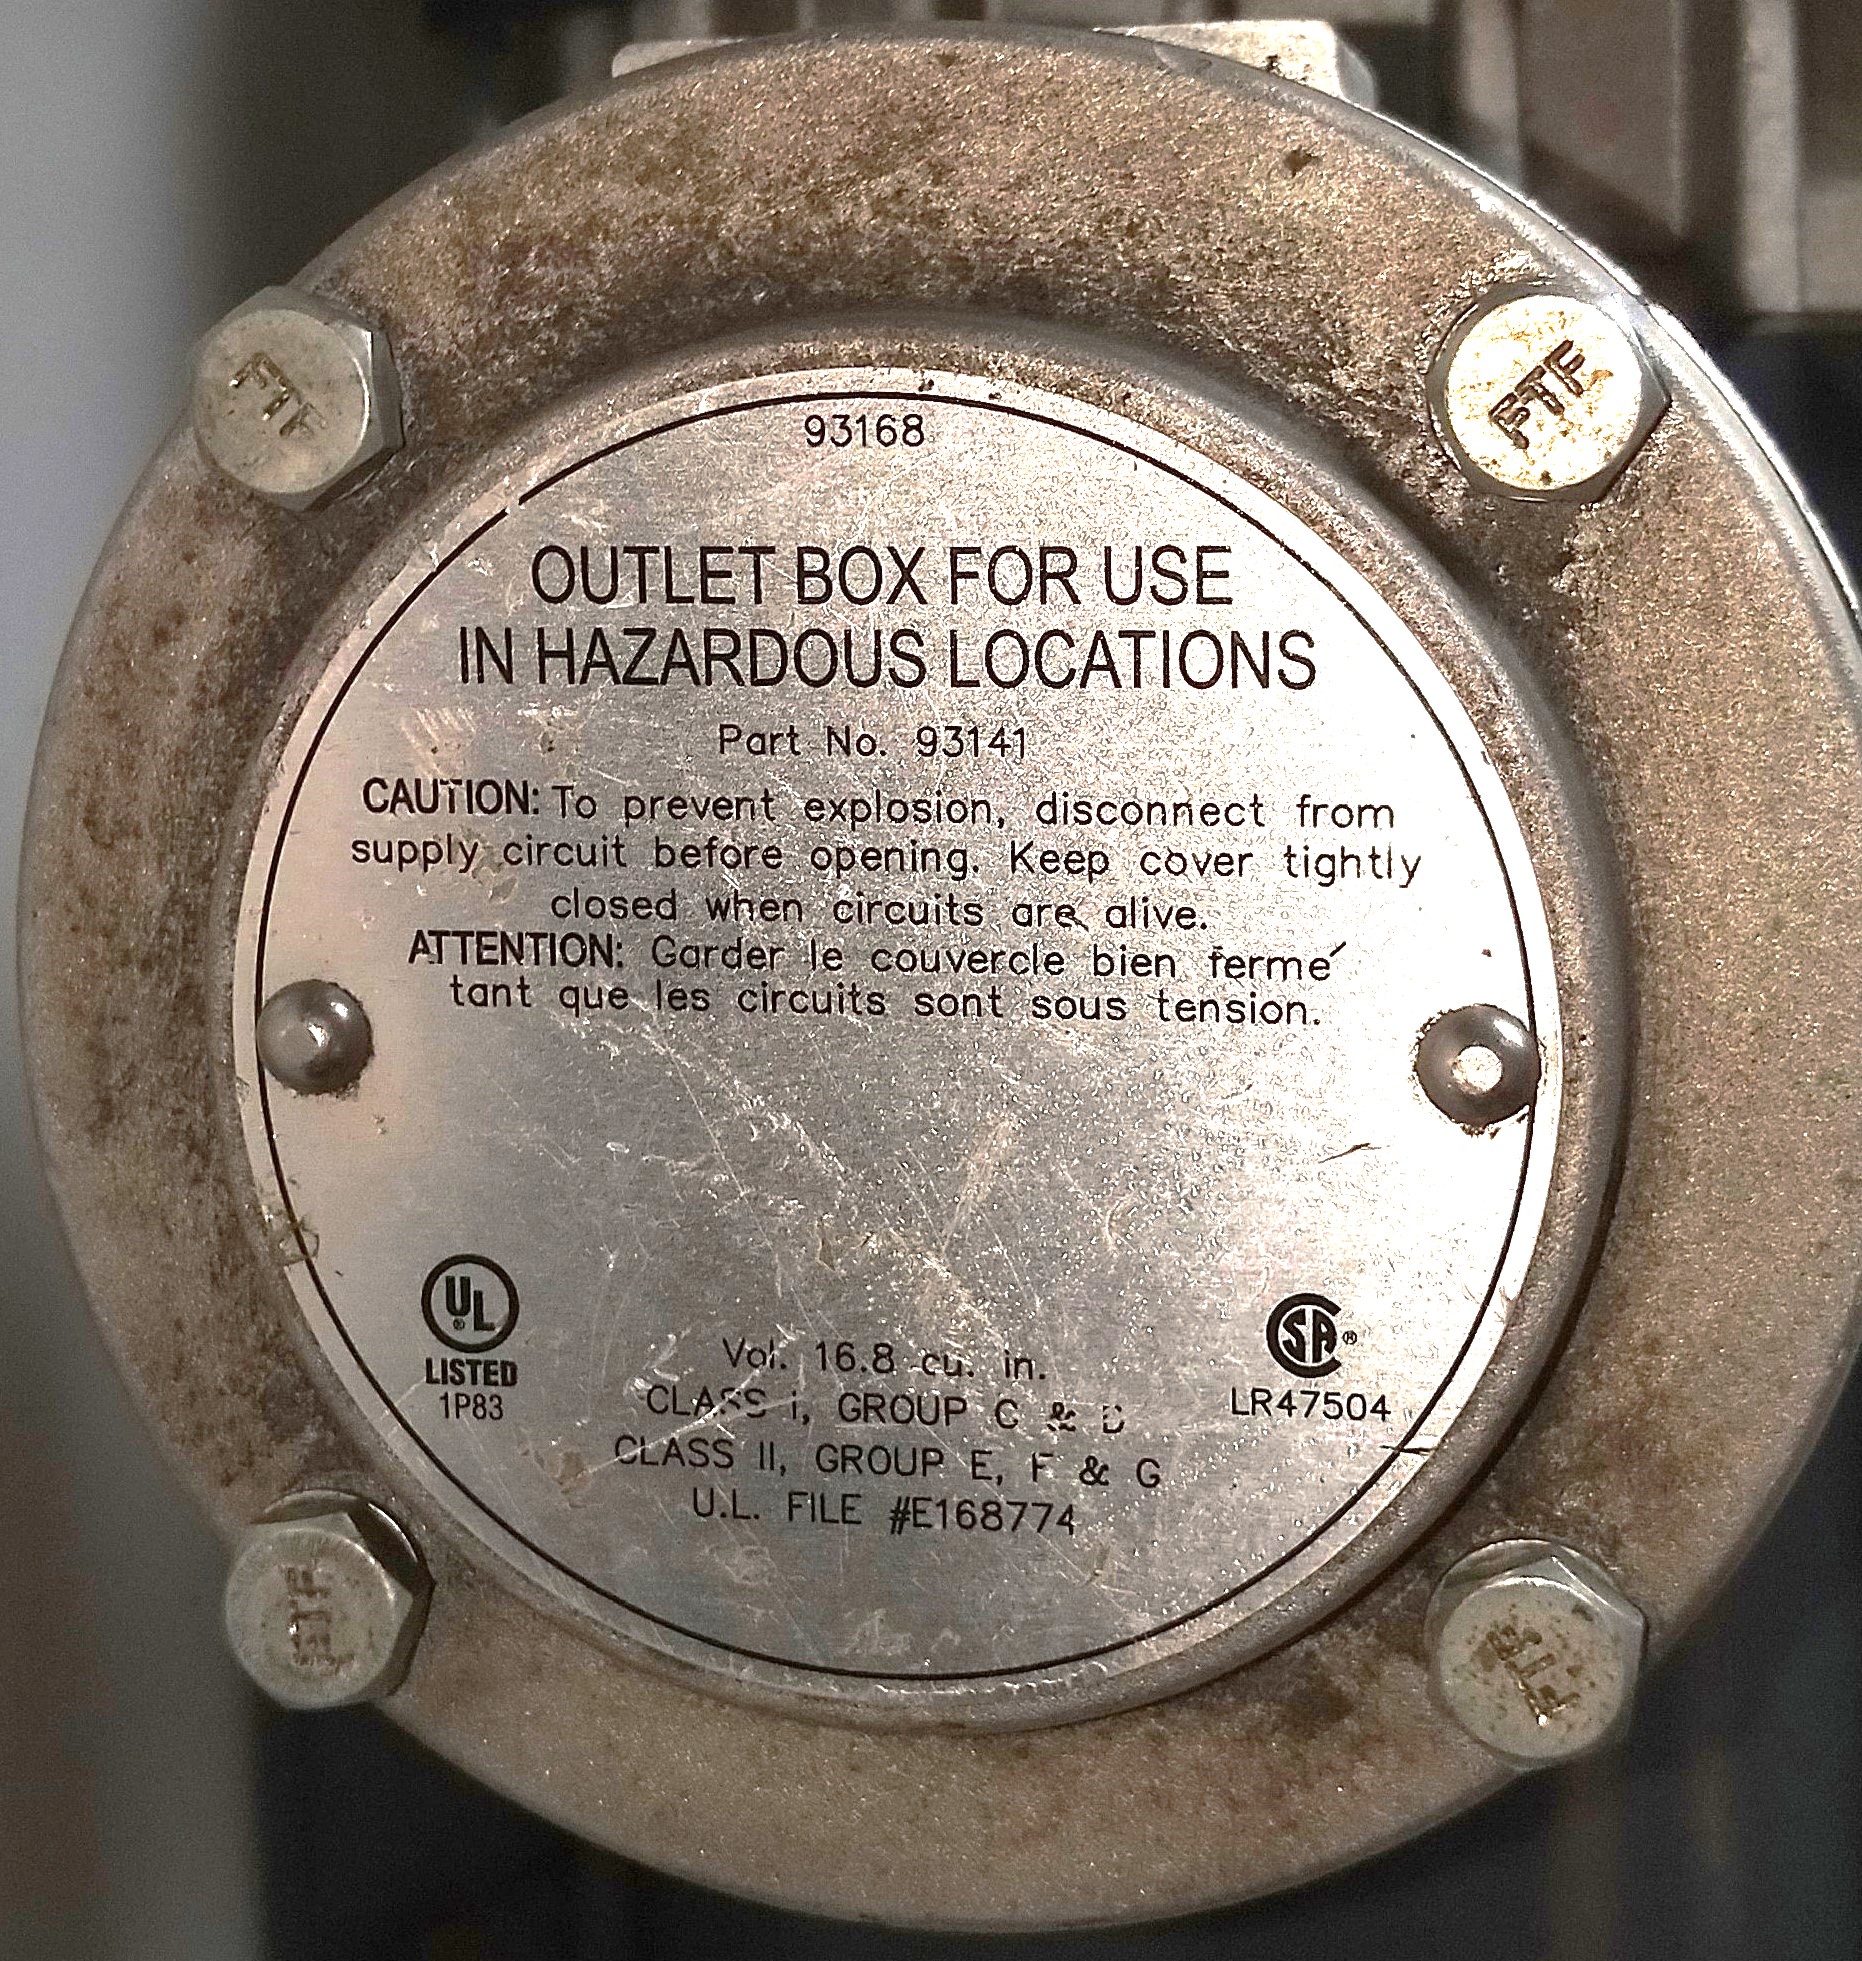 FTF
FTF
93168
OUTLET BOX FOR USE
IN HAZARDOUS LOCATIONS
Part No. 93141
CAUTION: To prevent explosion, disconnect from
supply circuit before opening. Keep cover tightly
closed when circuits are alive.
ATTENTION: Garder le couvercle bien fermé
tant que les circuits sont sous tension.
UL
®
LISTED
1P83
SA ®
LR47504
Vol. 16.8 cu. in.
CLASS I, GROUP C & D
CLASS II, GROUP E, F & G
U.L. FILE #E168774
FTF
FTF